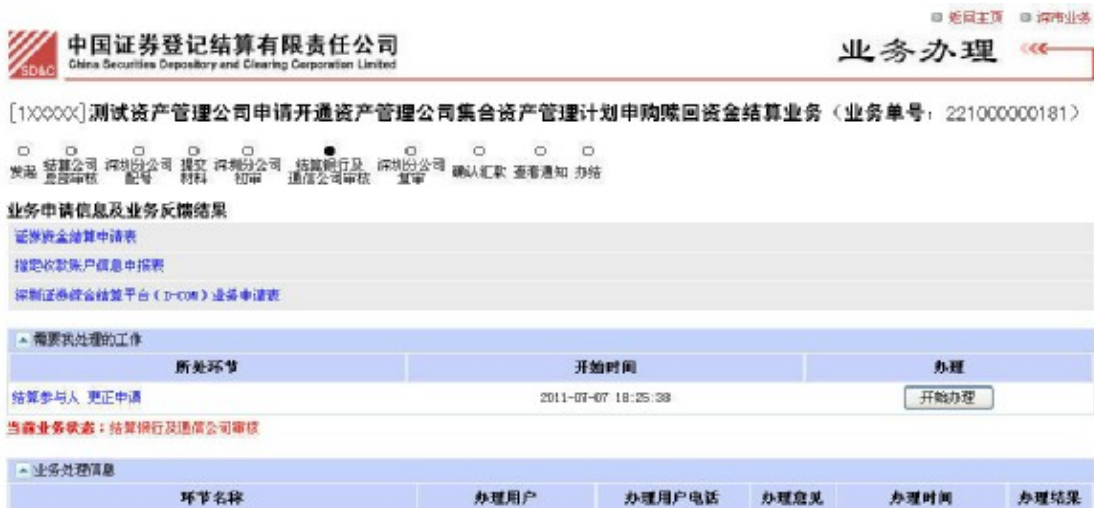 返回主页 深市业务
中国证券登记结算有限责任公司
China Securities Depository and Clearing Corporation Limited
SD&C
业务办理
[1XXXXX]测试资产管理公司申请开通资产管理公司集合资产管理计划申购赎回资金结算业务(业务单号:221000000181)
发起 结算公司总部审核 深圳分公司配号 提交材料 深圳分公司初审 结算银行及通信公司审核 深圳分公司复审 确认汇款 查看通知 办结
业务申请信息及业务反馈结果
证券资金结算申请表
指定收款账户信息申报表
深圳证券综合结算平台(D-COM)业务申请表
需要我处理的工作
所处环节 开始时间 办理
结算参与人 更正申请 2011-07-07 18:25:38 开始办理
当前业务状态:结算银行及通信公司审核
业务处理信息
环节名称 办理用户 办理用户电话 办理意见 办理时间 办理结果